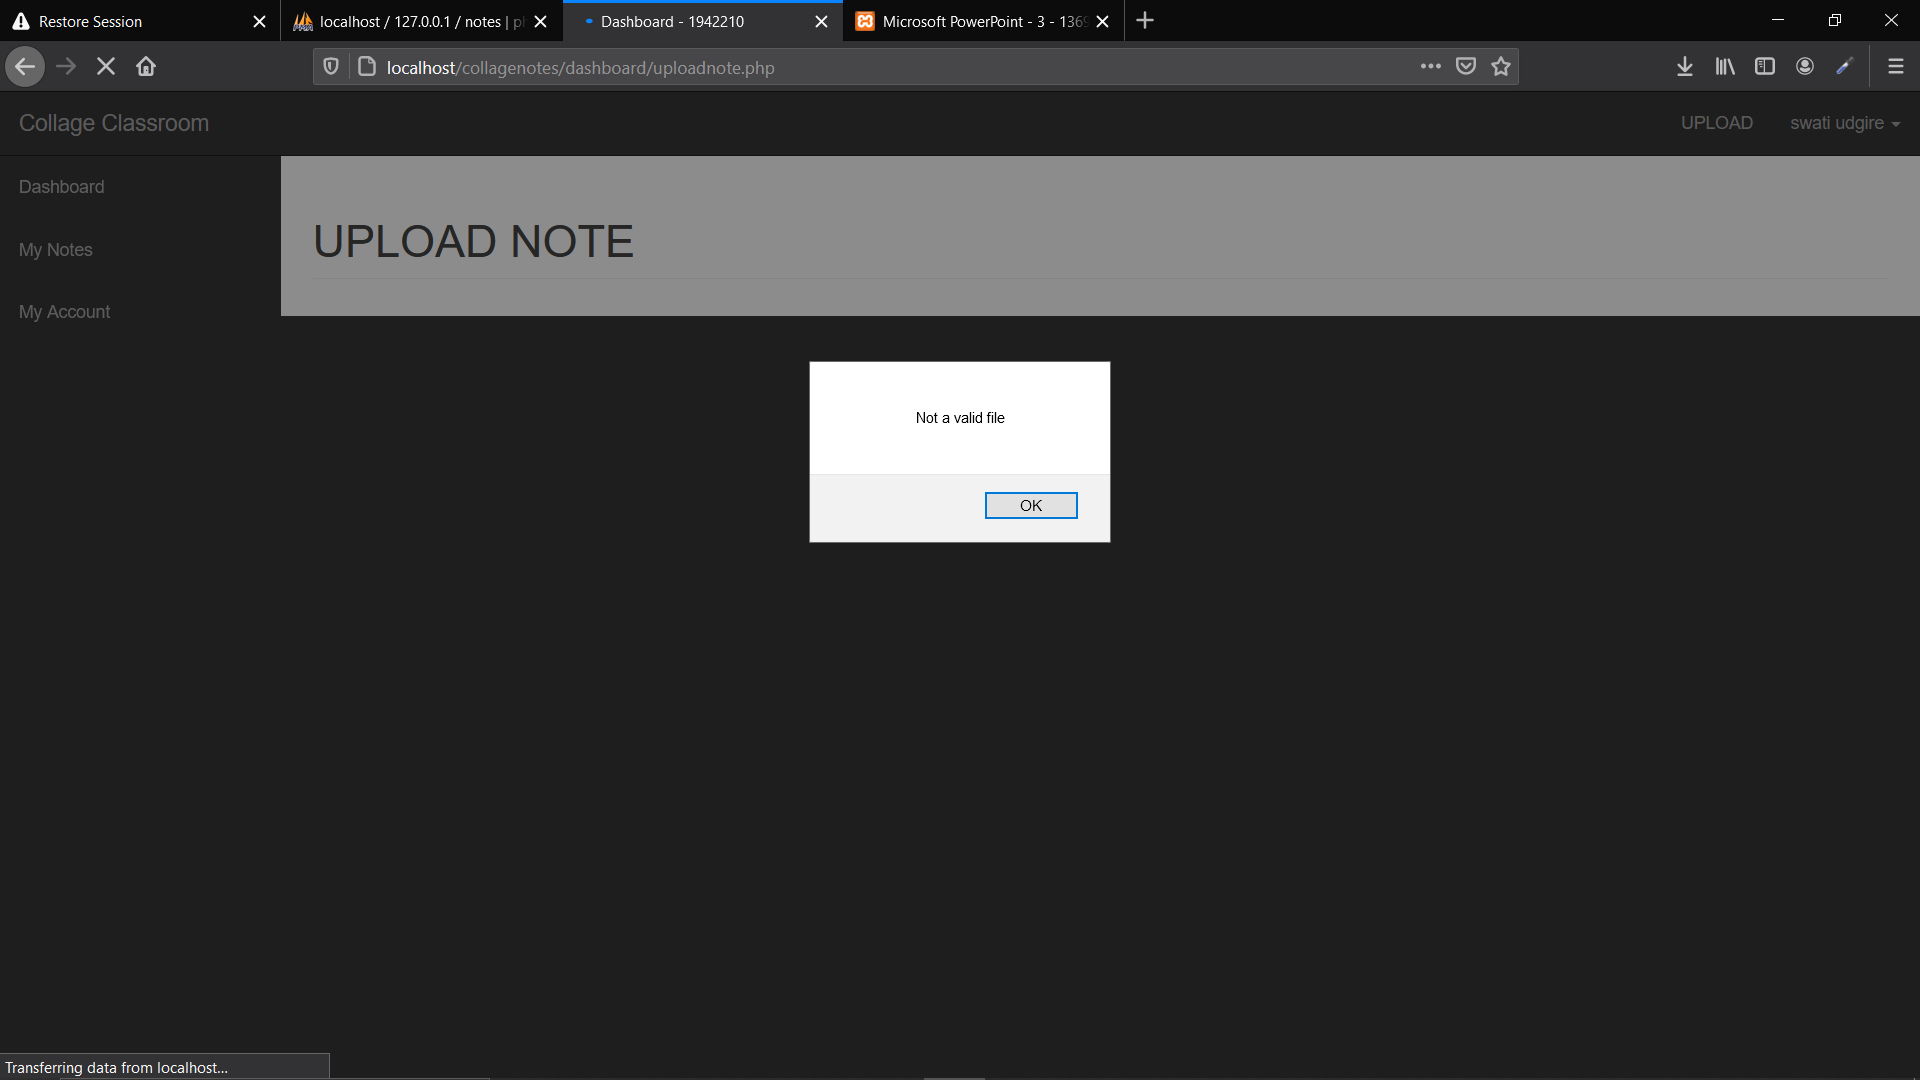 Restore Session
localhost / 127.0.0.1 / notes | ph
Dashboard - 1942210
Microsoft PowerPoint - 3 - 1369
localhost/collagenotes/dashboard/uploadnote.php
Collage Classroom
UPLOAD
swati udgire
Dashboard
My Notes
My Account
UPLOAD NOTE
Not a valid file
OK
Transferring data from localhost...